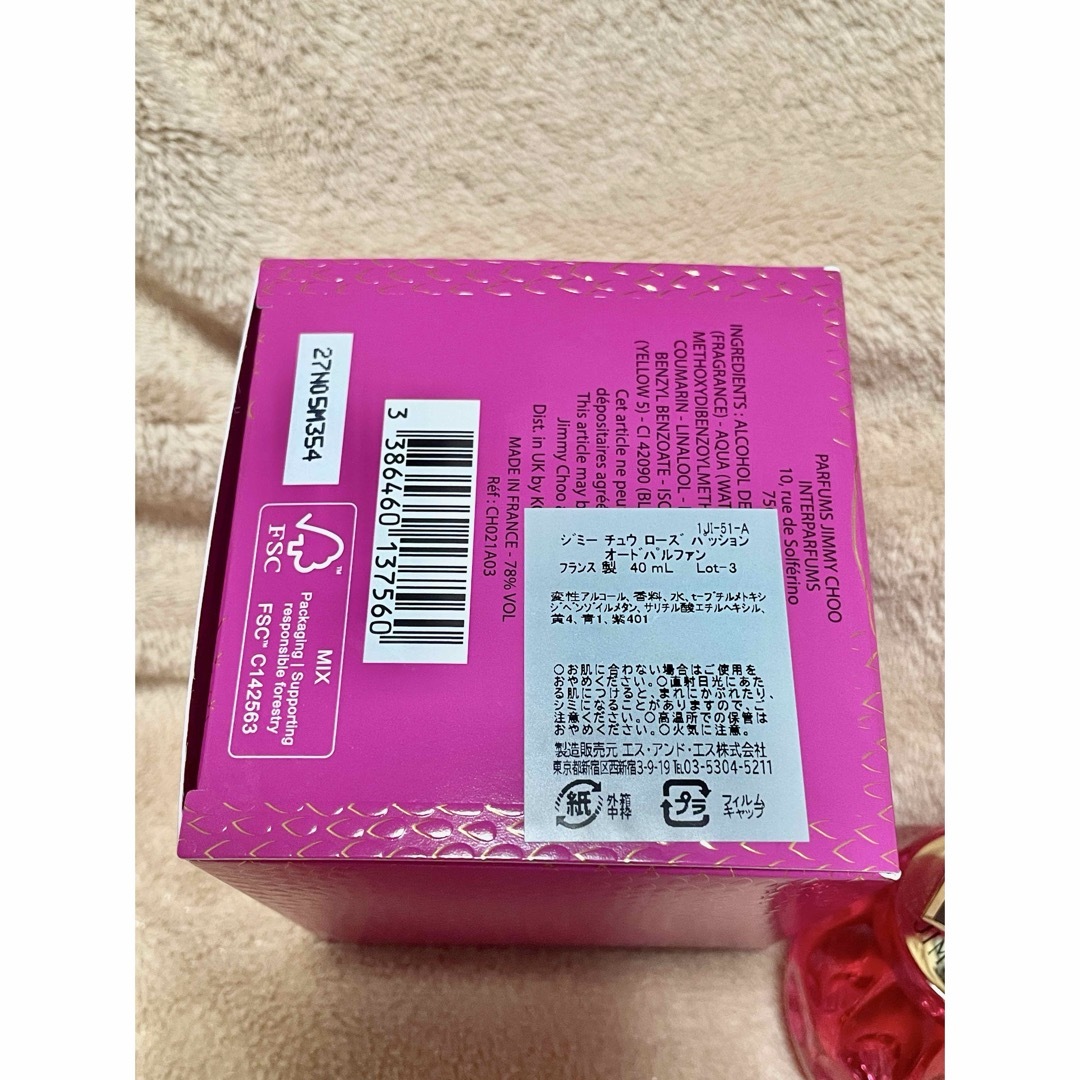 PARFUMS JIMMY CHOO
INTERPARFUMS
10, rue de Solférino
75
INGREDIENTS : ALCOHOL
(FRAGRANCE) - AQUA
COUMARIN - LINALOOL -
BENZYL BENZOATE -
(YELLOW 5) - CI 42090
Cet article ne
dépositaires
This article may
Jimmy Choo
Dist. in UK by
MADE IN FRANCE - 78% VOL
Réf : CH021A03
3 386460 137560
27N05M354
FSC™
MIX
Packaging | Supporting
responsible forestry
FSC™ C142563
1JI-51-A
ジミー チュウ ローズ パッション
オードパルファン
フランス 製 40 mL Lot-3
変性アルコール、香料、水、t-ブチルメトキシ
ジベンゾイルメタン、サリチル酸エチルヘキシル、
黄4、青1、紫401
○お肌に合わない場合はご使用を
おやめください。○直射日光にあた
る肌につけると、まれにかぶれたり、
シミになることがありますので、ご
注意ください。○高温所での保管は
おやめください。○火気に注意。
製造販売元 エス・アンド・エス株式会社
東京都新宿区西新宿3-9-19 ℡03-5304-5211
紙 外箱
中枠
プラ フィルム
キャップ